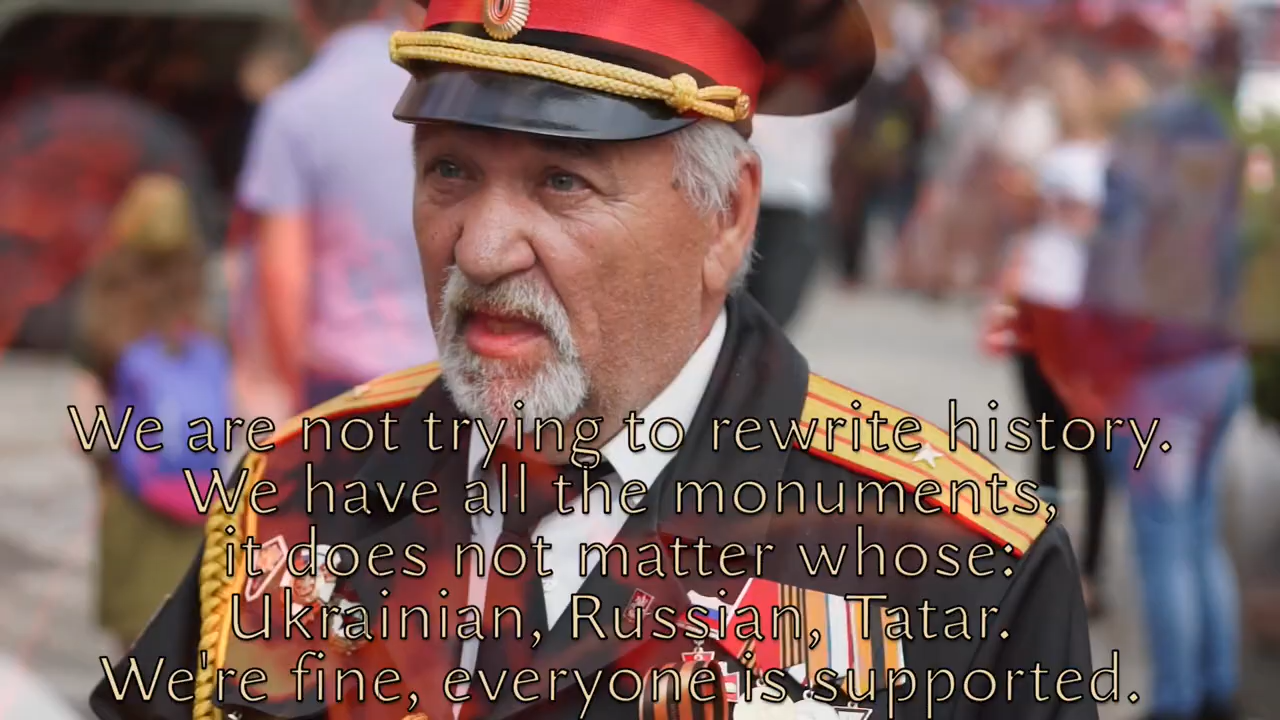 We are not trying to rewrite history.
We have all the monuments,
it does not matter whose:
Ukrainian, Russian, Tatar.
We're fine, everyone is supported.